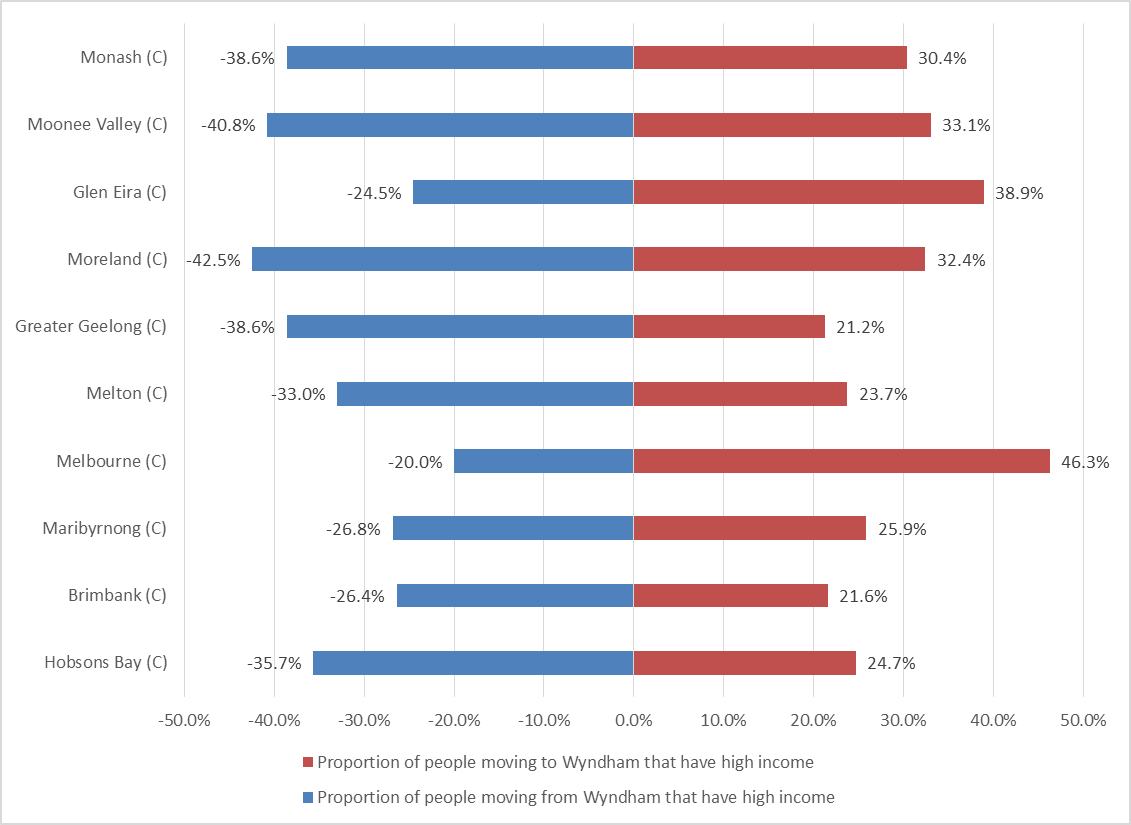 Monash (C) -38.6% 30.4%
Moonee Valley (C) -40.8% 33.1%
Glen Eira (C) -24.5% 38.9%
Moreland (C) -42.5% 32.4%
Greater Geelong (C) -38.6% 21.2%
Melton (C) -33.0% 23.7%
Melbourne (C) -20.0% 46.3%
Maribyrnong (C) -26.8% 25.9%
Brimbank (C) -26.4% 21.6%
Hobsons Bay (C) -35.7% 24.7%
-50.0% -40.0% -30.0% -20.0% -10.0% 0.0% 10.0% 20.0% 30.0% 40.0% 50.0%
Proportion of people moving to Wyndham that have high income
Proportion of people moving from Wyndham that have high income